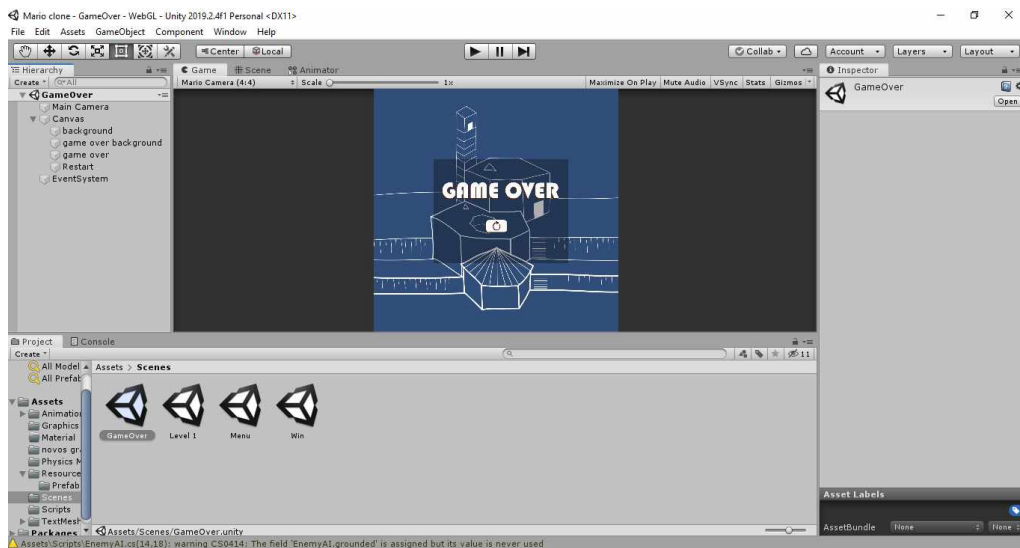 Mario clone - GameOver - WebGL - Unity 2019.2.4f1 Personal <DX11>
File Edit Assets GameObject Component Window Help
Center Local Collab Account Layers Layout
Hierarchy Game Scene Animator Inspector
Create All Mario Camera (4:4) Scale 1x Maximize On Play Mute Audio VSync Stats Gizmos GameOver
Open
GameOver
Main Camera
Canvas
background
game over background
game over
Restart
EventSystem
GAME OVER
Project Console
Create 11
All Model
All Prefab
Assets > Scenes
Assets
Animation
Graphics
Material
novos gra
Physics M
Resource
Prefab
Scenes
Scripts
TextMesh
Packages
GameOver Level 1 Menu Win
Assets/Scenes/GameOver.unity
Asset Labels
AssetBundle None None
Assets\Scripts\EnemyAI.cs(14,18): warning CS0414: The field 'EnemyAI.grounded' is assigned but its value is never used